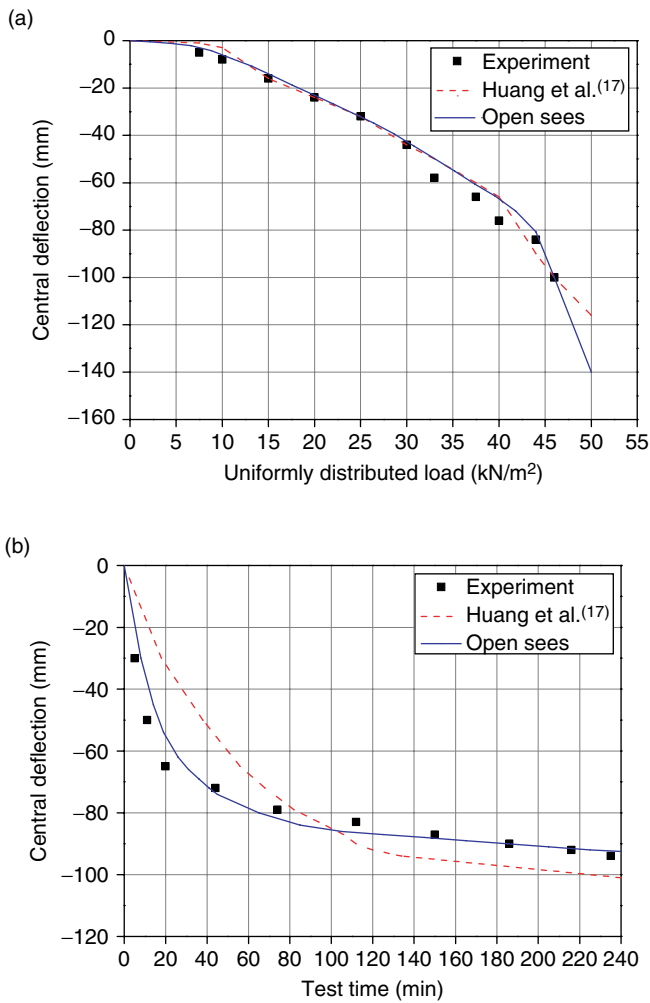 (a)
0
−20
−40
−60
−80
−100
−120
−140
−160
Central deflection (mm)
Experiment
Huang et al.(17)
Open sees
0 5 10 15 20 25 30 35 40 45 50 55
Uniformly distributed load (kN/m²)
(b)
0
−20
−40
−60
−80
−100
−120
Central deflection (mm)
Experiment
Huang et al.(17)
Open sees
0 20 40 60 80 100 120 140 160 180 200 220 240
Test time (min)